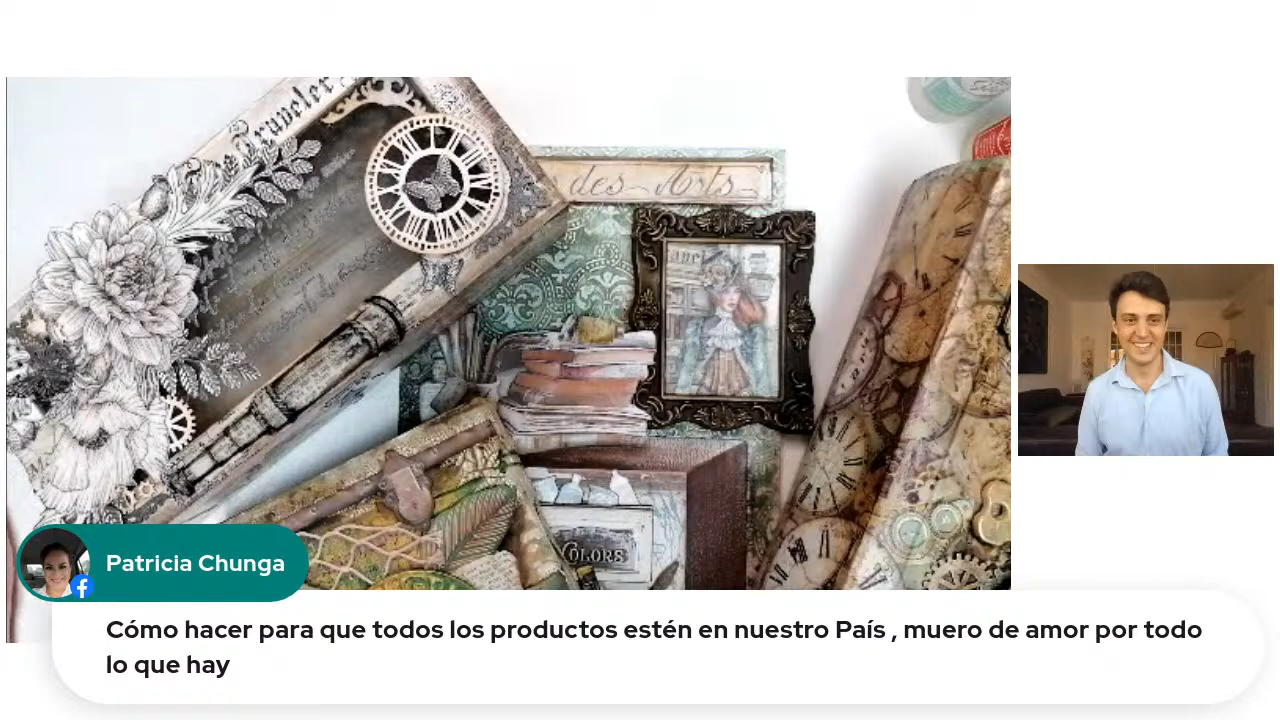 des Arts
COLORS
Patricia Chunga
Cómo hacer para que todos los productos estén en nuestro País , muero de amor por todo
lo que hay